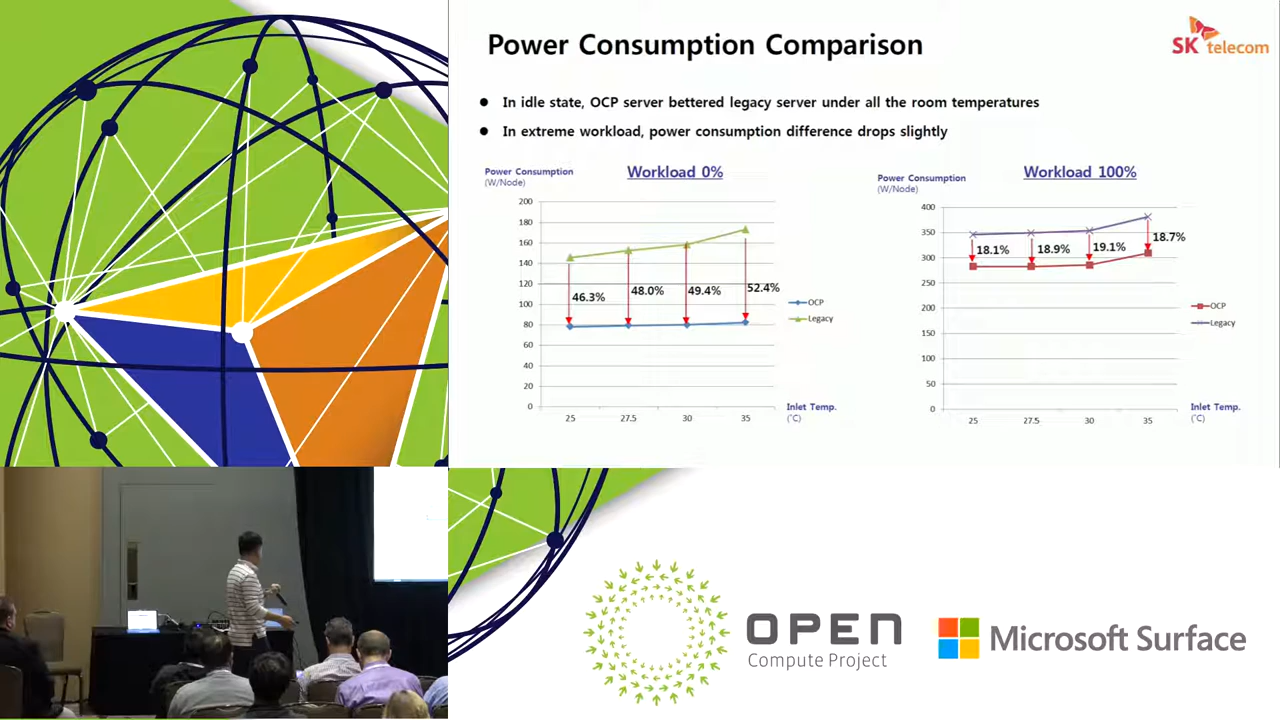 Power Consumption Comparison
SK telecom
● In idle state, OCP server bettered legacy server under all the room temperatures
● In extreme workload, power consumption difference drops slightly
Power Consumption
(W/Node)
Workload 0%
200
180
160
140
120
100
80
60
40
20
0
46.3%
48.0%
49.4%
52.4%
OCP
Legacy
25
27.5
30
35
Inlet Temp.
(˚C)
Power Consumption
(W/Node)
Workload 100%
400
350
300
250
200
150
100
50
0
18.1%
18.9%
19.1%
18.7%
OCP
Legacy
25
27.5
30
35
Inlet Temp.
(˚C)
OPEN
Compute Project
Microsoft Surface